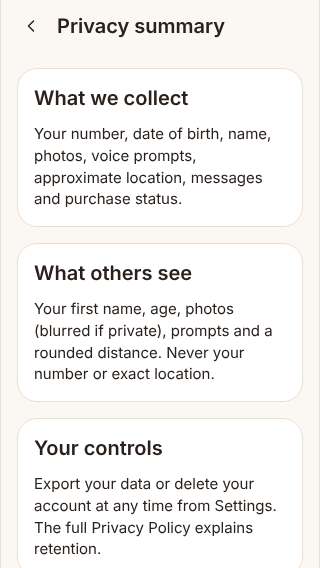 Privacy summary
What we collect
Your number, date of birth, name,
photos, voice prompts,
approximate location, messages
and purchase status.
What others see
Your first name, age, photos
(blurred if private), prompts and a
rounded distance. Never your
number or exact location.
Your controls
Export your data or delete your
account at any time from Settings.
The full Privacy Policy explains
retention.